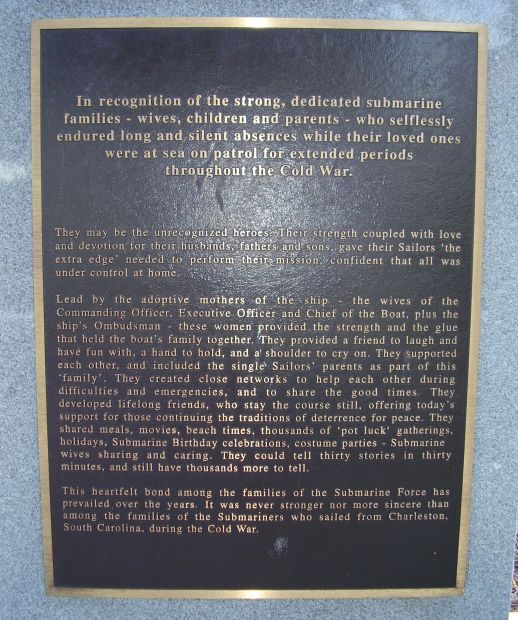 In recognition of the strong, dedicated submarine
families - wives, children and parents - who selflessly
endured long and silent absences while their loved ones
were at sea on patrol for extended periods
throughout the Cold War.
They may be the unrecognized heroes. Their strength coupled with love
and devotion for their husbands, fathers and sons, gave their Sailors 'the
extra edge' needed to perform their mission, confident that all was
under control at home.
Lead by the adoptive mothers of the ship - the wives of the
Commanding Officer, Executive Officer and Chief of the Boat, plus the
ship's Ombudsman - these women provided the strength and the glue
that held the boat's family together. They provided a friend to laugh and
have fun with, a hand to hold, and a shoulder to cry on. They supported
each other, and included the single Sailors' parents as part of this
'family'. They created close networks to help each other during
difficulties and emergencies, and to share the good times. They
developed lifelong friends, who stay the course still, offering today's
support for those continuing the traditions of deterrence for peace. They
shared meals, movies, beach times, thousands of 'pot luck' gatherings,
holidays, Submarine Birthday celebrations, costume parties - Submarine
wives sharing and caring. They could tell thirty stories in thirty
minutes, and still have thousands more to tell.
This heartfelt bond among the families of the Submarine Force has
prevailed over the years. It was never stronger nor more sincere than
among the families of the Submariners who sailed from Charleston,
South Carolina, during the Cold War.